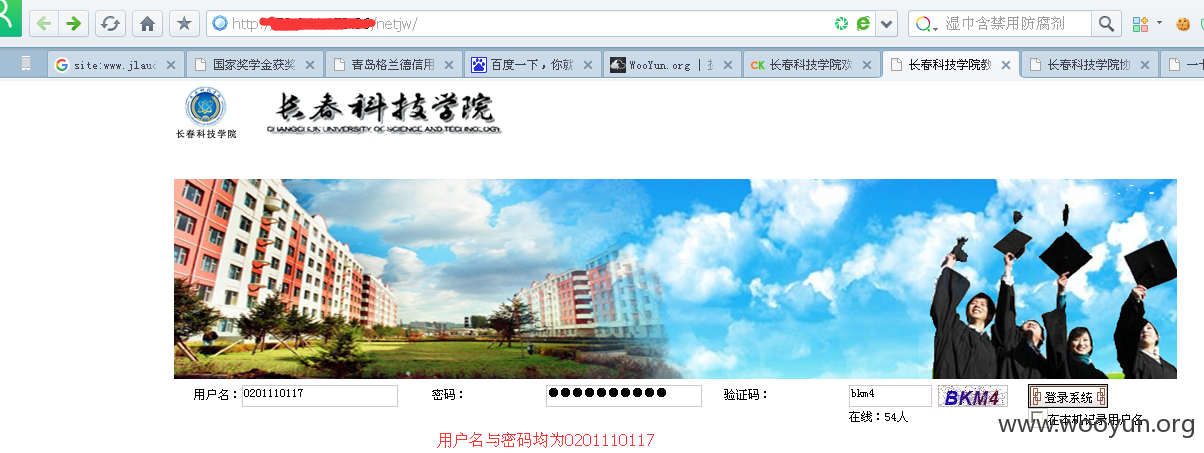 http:/ /netjw/
湿巾含禁用防腐剂
site:www.jlauc
国家奖学金获奖
青岛格兰德信用
百度一下，你就
WooYun.org |
CK 长春科技学院欢
长春科技学院教
长春科技学院协
一卡
长春科技学院
长春科技学院
CHANGCHUN UNIVERSITY OF SCIENCE AND TECHNOLOGY
用户名：0201110117 密码：●●●●●●●●●● 验证码： bkm4 BKM4 登录系统
在线：54人 在本机记录用户名
www.wooyun.org
用户名与密码均为0201110117